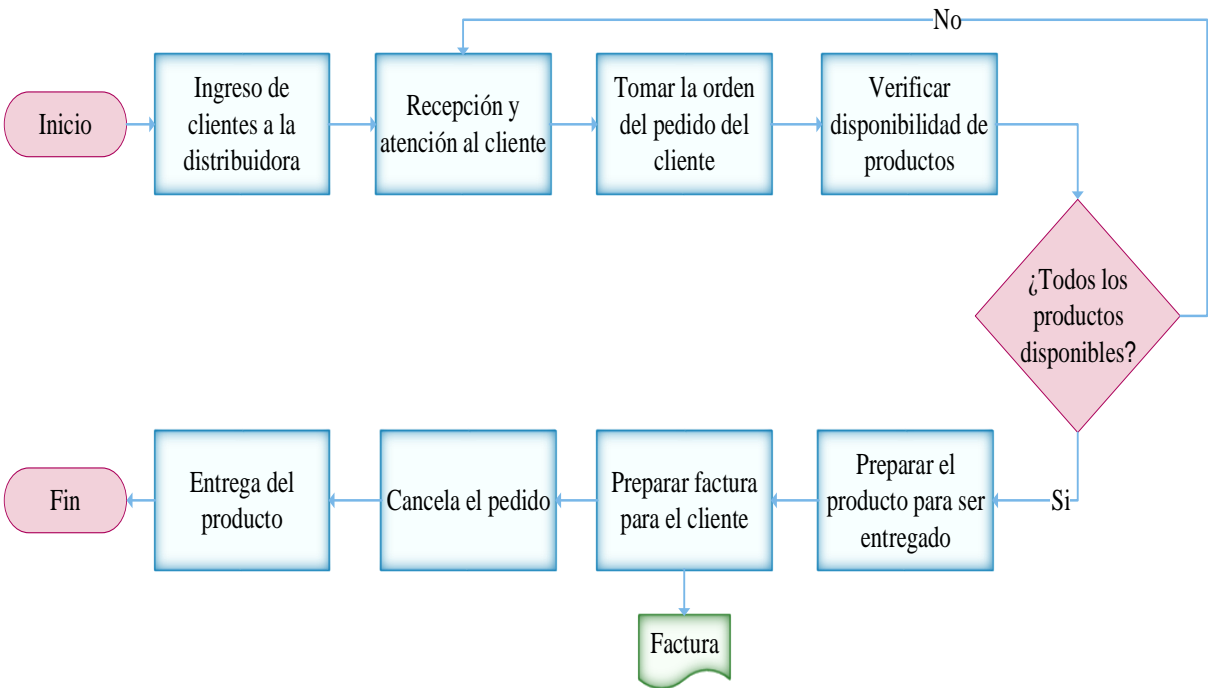 No
Inicio
Ingreso de
clientes a la
distribuidora
Recepción y
atención al cliente
Tomar la orden
del pedido del
cliente
Verificar
disponibilidad de
productos
¿Todos los
productos
disponibles?
Si
Preparar el
producto para ser
entregado
Preparar factura
para el cliente
Cancela el pedido
Entrega del
producto
Fin
Factura